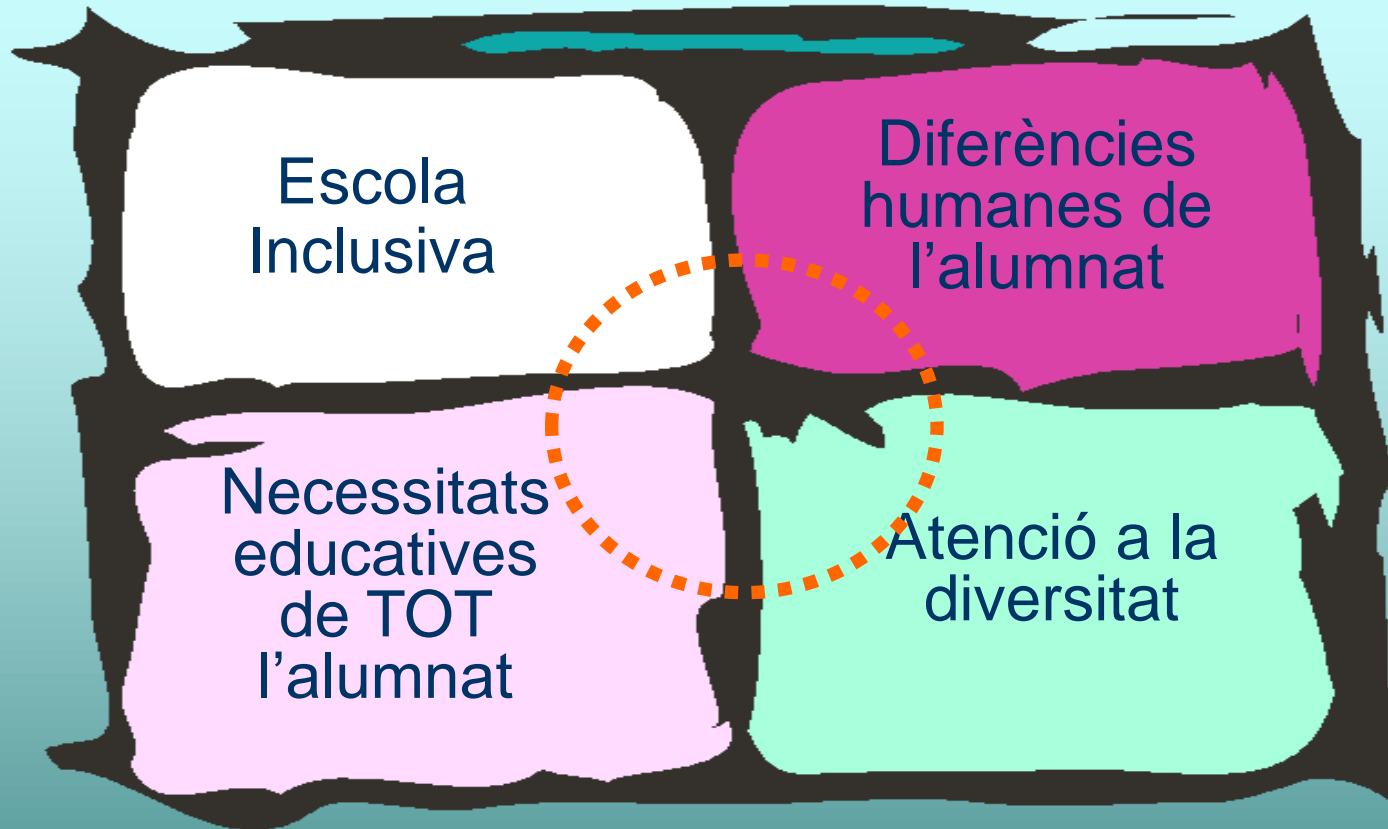 Escola
Inclusiva
Diferències
humanes de
l’alumnat
Necessitats
educatives
de TOT
l’alumnat
Atenció a la
diversitat